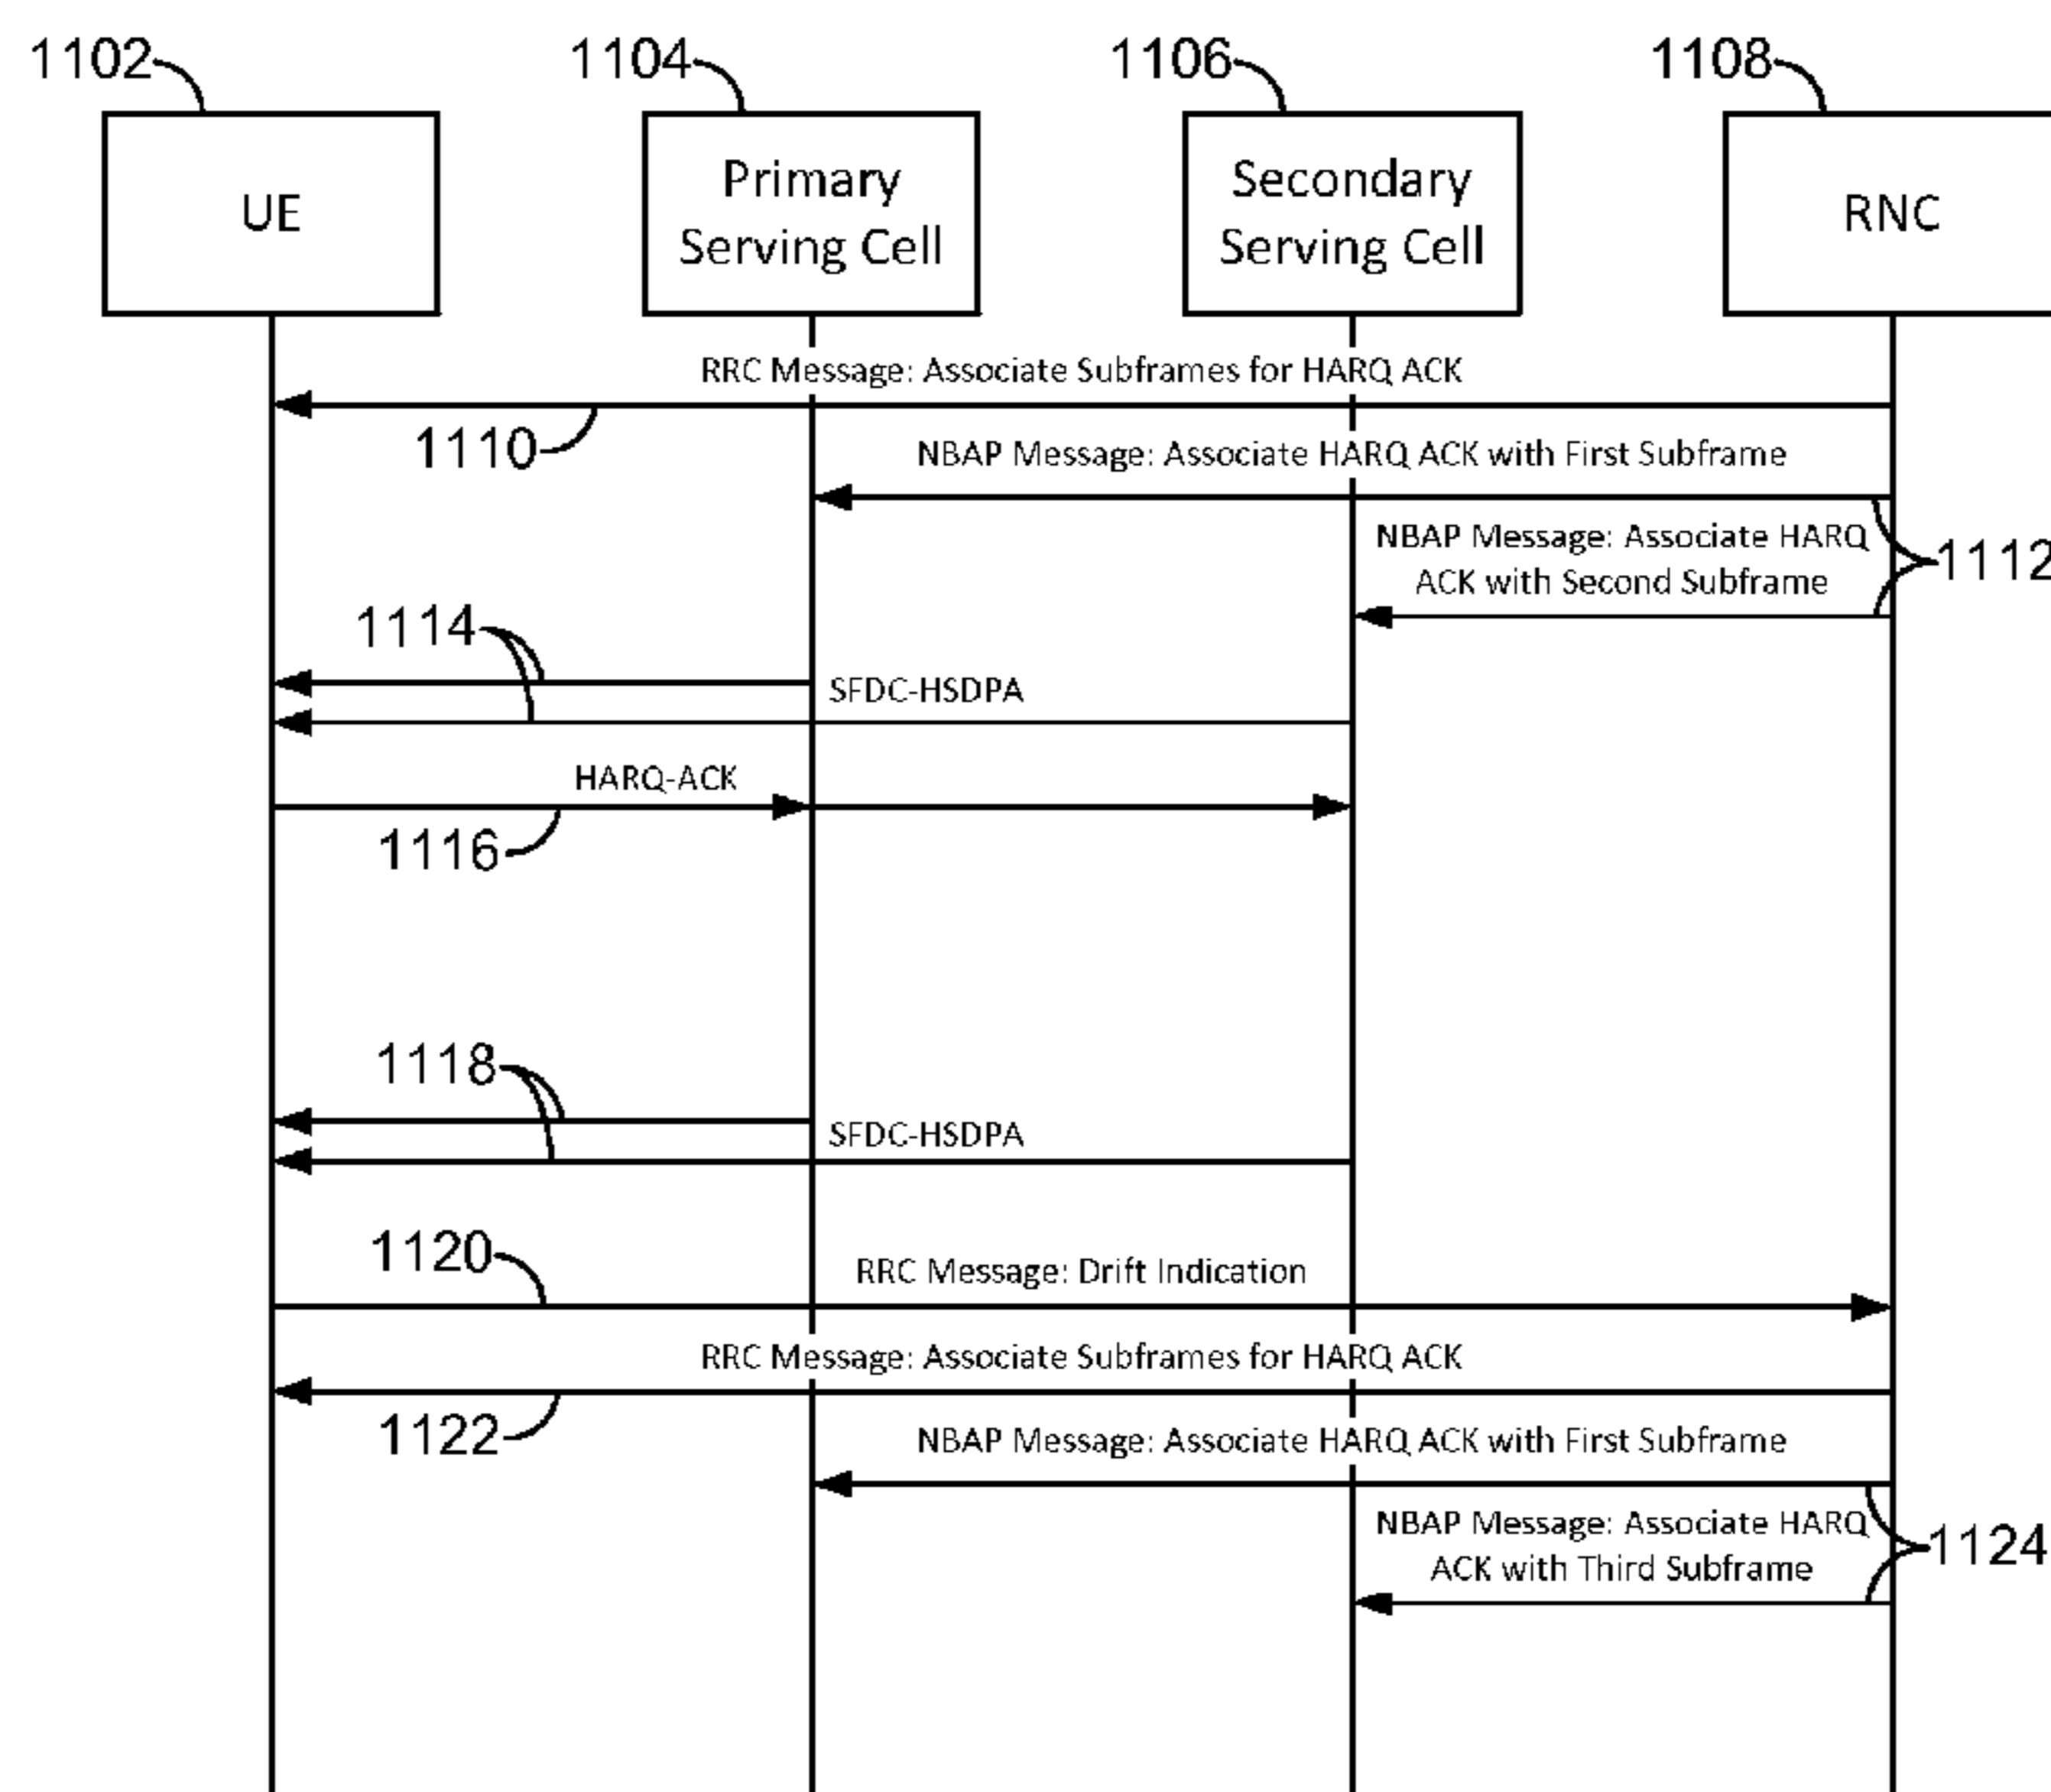 1102
1104
1106
1108
UE
Primary
Serving Cell
Secondary
Serving Cell
RNC
RRC Message: Associate Subframes for HARQ ACK
1110
NBAP Message: Associate HARQ ACK with First Subframe
NBAP Message: Associate HARQ
ACK with Second Subframe
1112
1114
SFDC-HSDPA
HARQ-ACK
1116
1118
SFDC-HSDPA
1120
RRC Message: Drift Indication
RRC Message: Associate Subframes for HARQ ACK
1122
NBAP Message: Associate HARQ ACK with First Subframe
NBAP Message: Associate HARQ
ACK with Third Subframe
1124